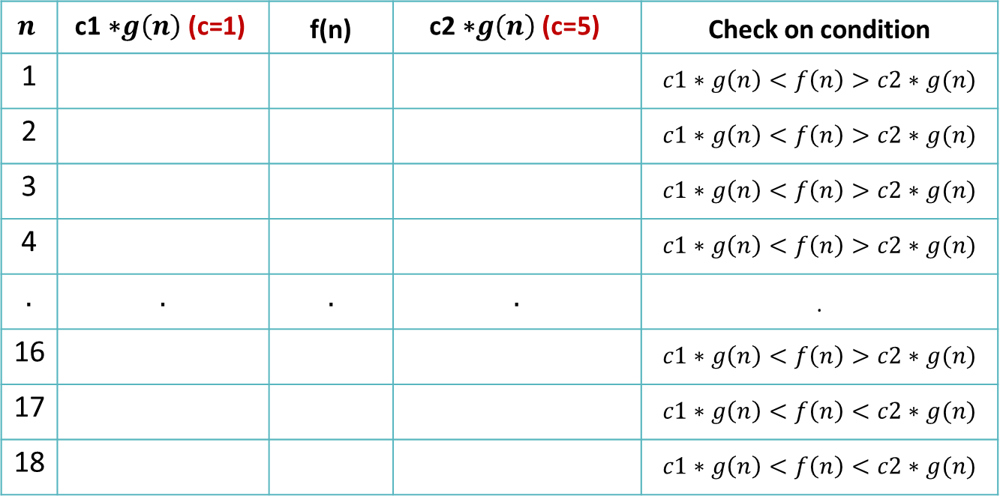 n c1 *g(n) (c=1) f(n) c2 *g(n) (c=5) Check on condition
1 c1 * g(n) < f(n) > c2 * g(n)
2 c1 * g(n) < f(n) > c2 * g(n)
3 c1 * g(n) < f(n) > c2 * g(n)
4 c1 * g(n) < f(n) > c2 * g(n)
. . . . .
16 c1 * g(n) < f(n) > c2 * g(n)
17 c1 * g(n) < f(n) < c2 * g(n)
18 c1 * g(n) < f(n) < c2 * g(n)